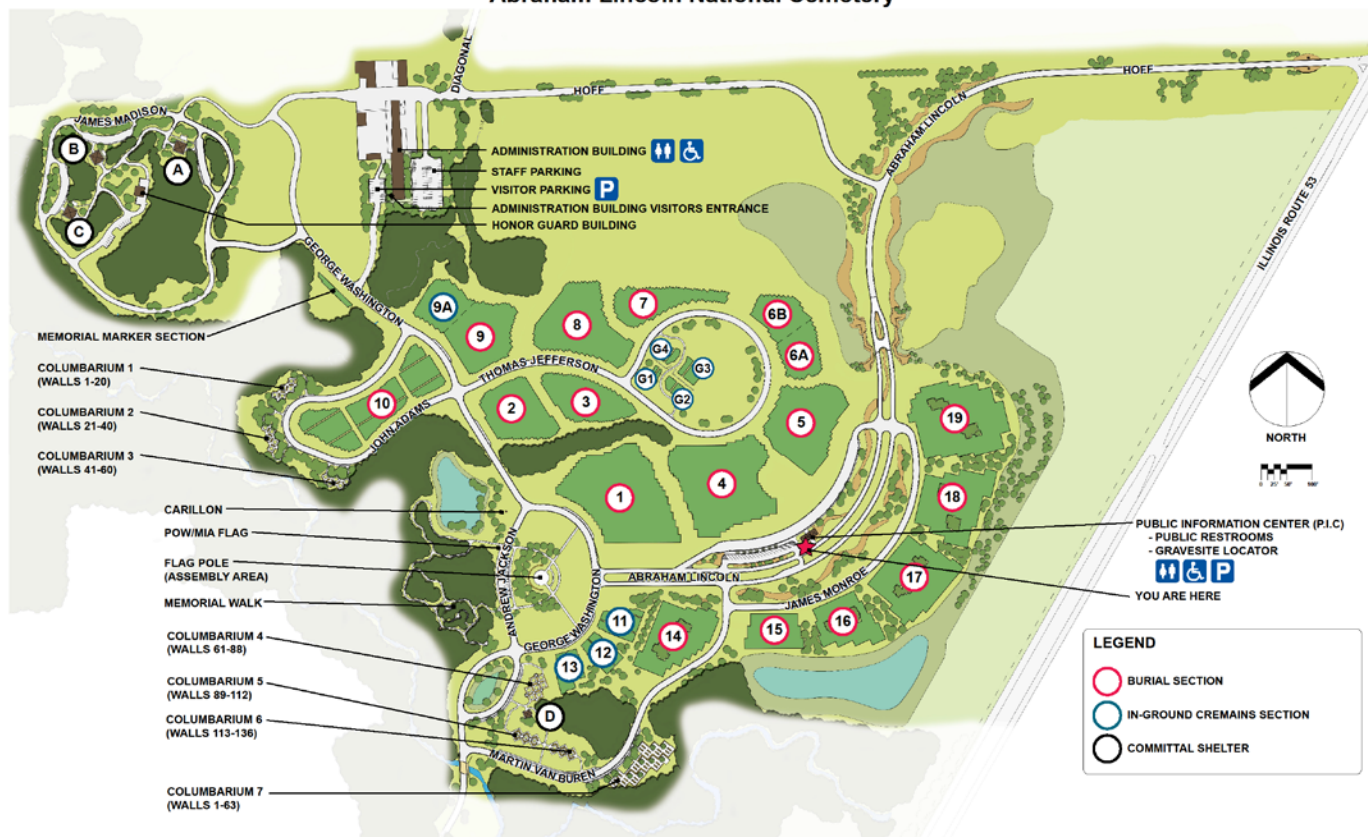 Abraham Lincoln National Cemetery
DIAGONAL
HOFF
HOFF
ABRAHAM LINCOLN
ILLINOIS ROUTE 53
JAMES MADISON
B
A
C
ADMINISTRATION BUILDING
STAFF PARKING
VISITOR PARKING P
ADMINISTRATION BUILDING VISITORS ENTRANCE
HONOR GUARD BUILDING
GEORGE WASHINGTON
MEMORIAL MARKER SECTION
COLUMBARIUM 1
(WALLS 1-20)
COLUMBARIUM 2
(WALLS 21-40)
COLUMBARIUM 3
(WALLS 41-60)
9A
9
8
7
6B
6A
G4
G3
G1
G2
THOMAS JEFFERSON
10
JOHN ADAMS
2
3
5
19
1
4
18
NORTH
0 25' 50' 100'
CARILLON
POW/MIA FLAG
FLAG POLE
(ASSEMBLY AREA)
MEMORIAL WALK
COLUMBARIUM 4
(WALLS 61-88)
COLUMBARIUM 5
(WALLS 89-112)
COLUMBARIUM 6
(WALLS 113-136)
COLUMBARIUM 7
(WALLS 1-63)
ANDREW JACKSON
GEORGE WASHINGTON
ABRAHAM LINCOLN
JAMES MONROE
17
16
15
14
11
12
13
D
MARTIN VAN BUREN
PUBLIC INFORMATION CENTER (P.I.C)
- PUBLIC RESTROOMS
- GRAVESITE LOCATOR
P
YOU ARE HERE
LEGEND
BURIAL SECTION
IN-GROUND CREMAINS SECTION
COMMITTAL SHELTER